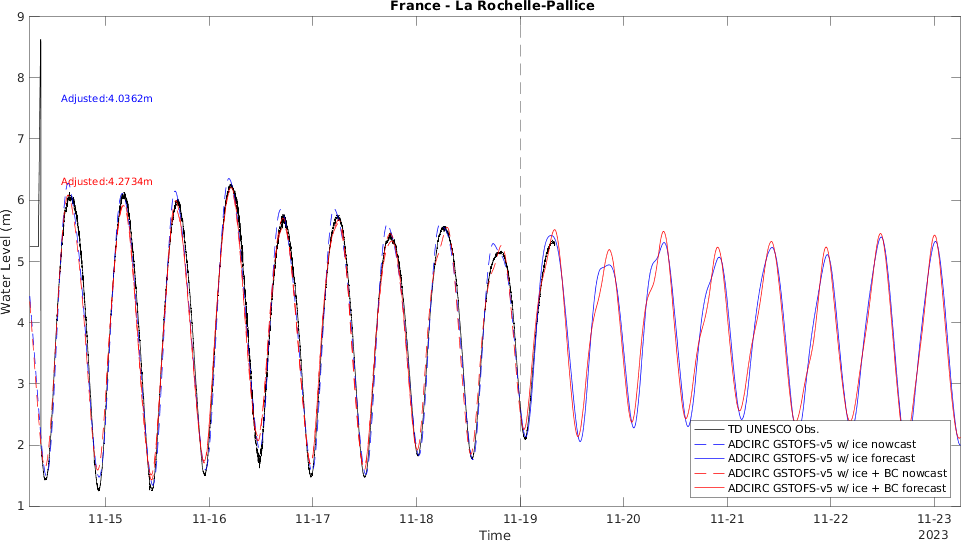 France - La Rochelle-Pallice
9
8
7
6
5
4
3
2
1
Water Level (m)
Adjusted:4.0362m
Adjusted:4.2734m
TD UNESCO Obs.
ADCIRC GSTOFS-v5 w/ ice nowcast
ADCIRC GSTOFS-v5 w/ ice forecast
ADCIRC GSTOFS-v5 w/ ice + BC nowcast
ADCIRC GSTOFS-v5 w/ ice + BC forecast
11-15 11-16 11-17 11-18 11-19 11-20 11-21 11-22 11-23
Time
2023